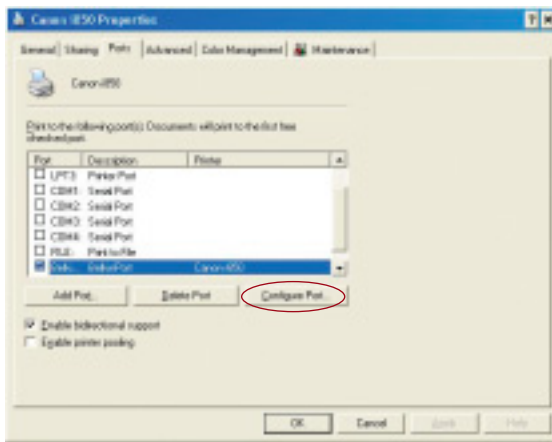 Canon i850 Properties
General Sharing Ports Advanced Color Management Maintenance
Canon i850
Print to the following port(s). Documents will print to the first free
checked port.
Port Description Printer
LPT3: Printer Port
COM1: Serial Port
COM2: Serial Port
COM3: Serial Port
COM4: Serial Port
FILE: Print to File
Canon i850
Add Port... Delete Port Configure Port...
Enable bidirectional support
Enable printer pooling
OK Cancel Apply Help